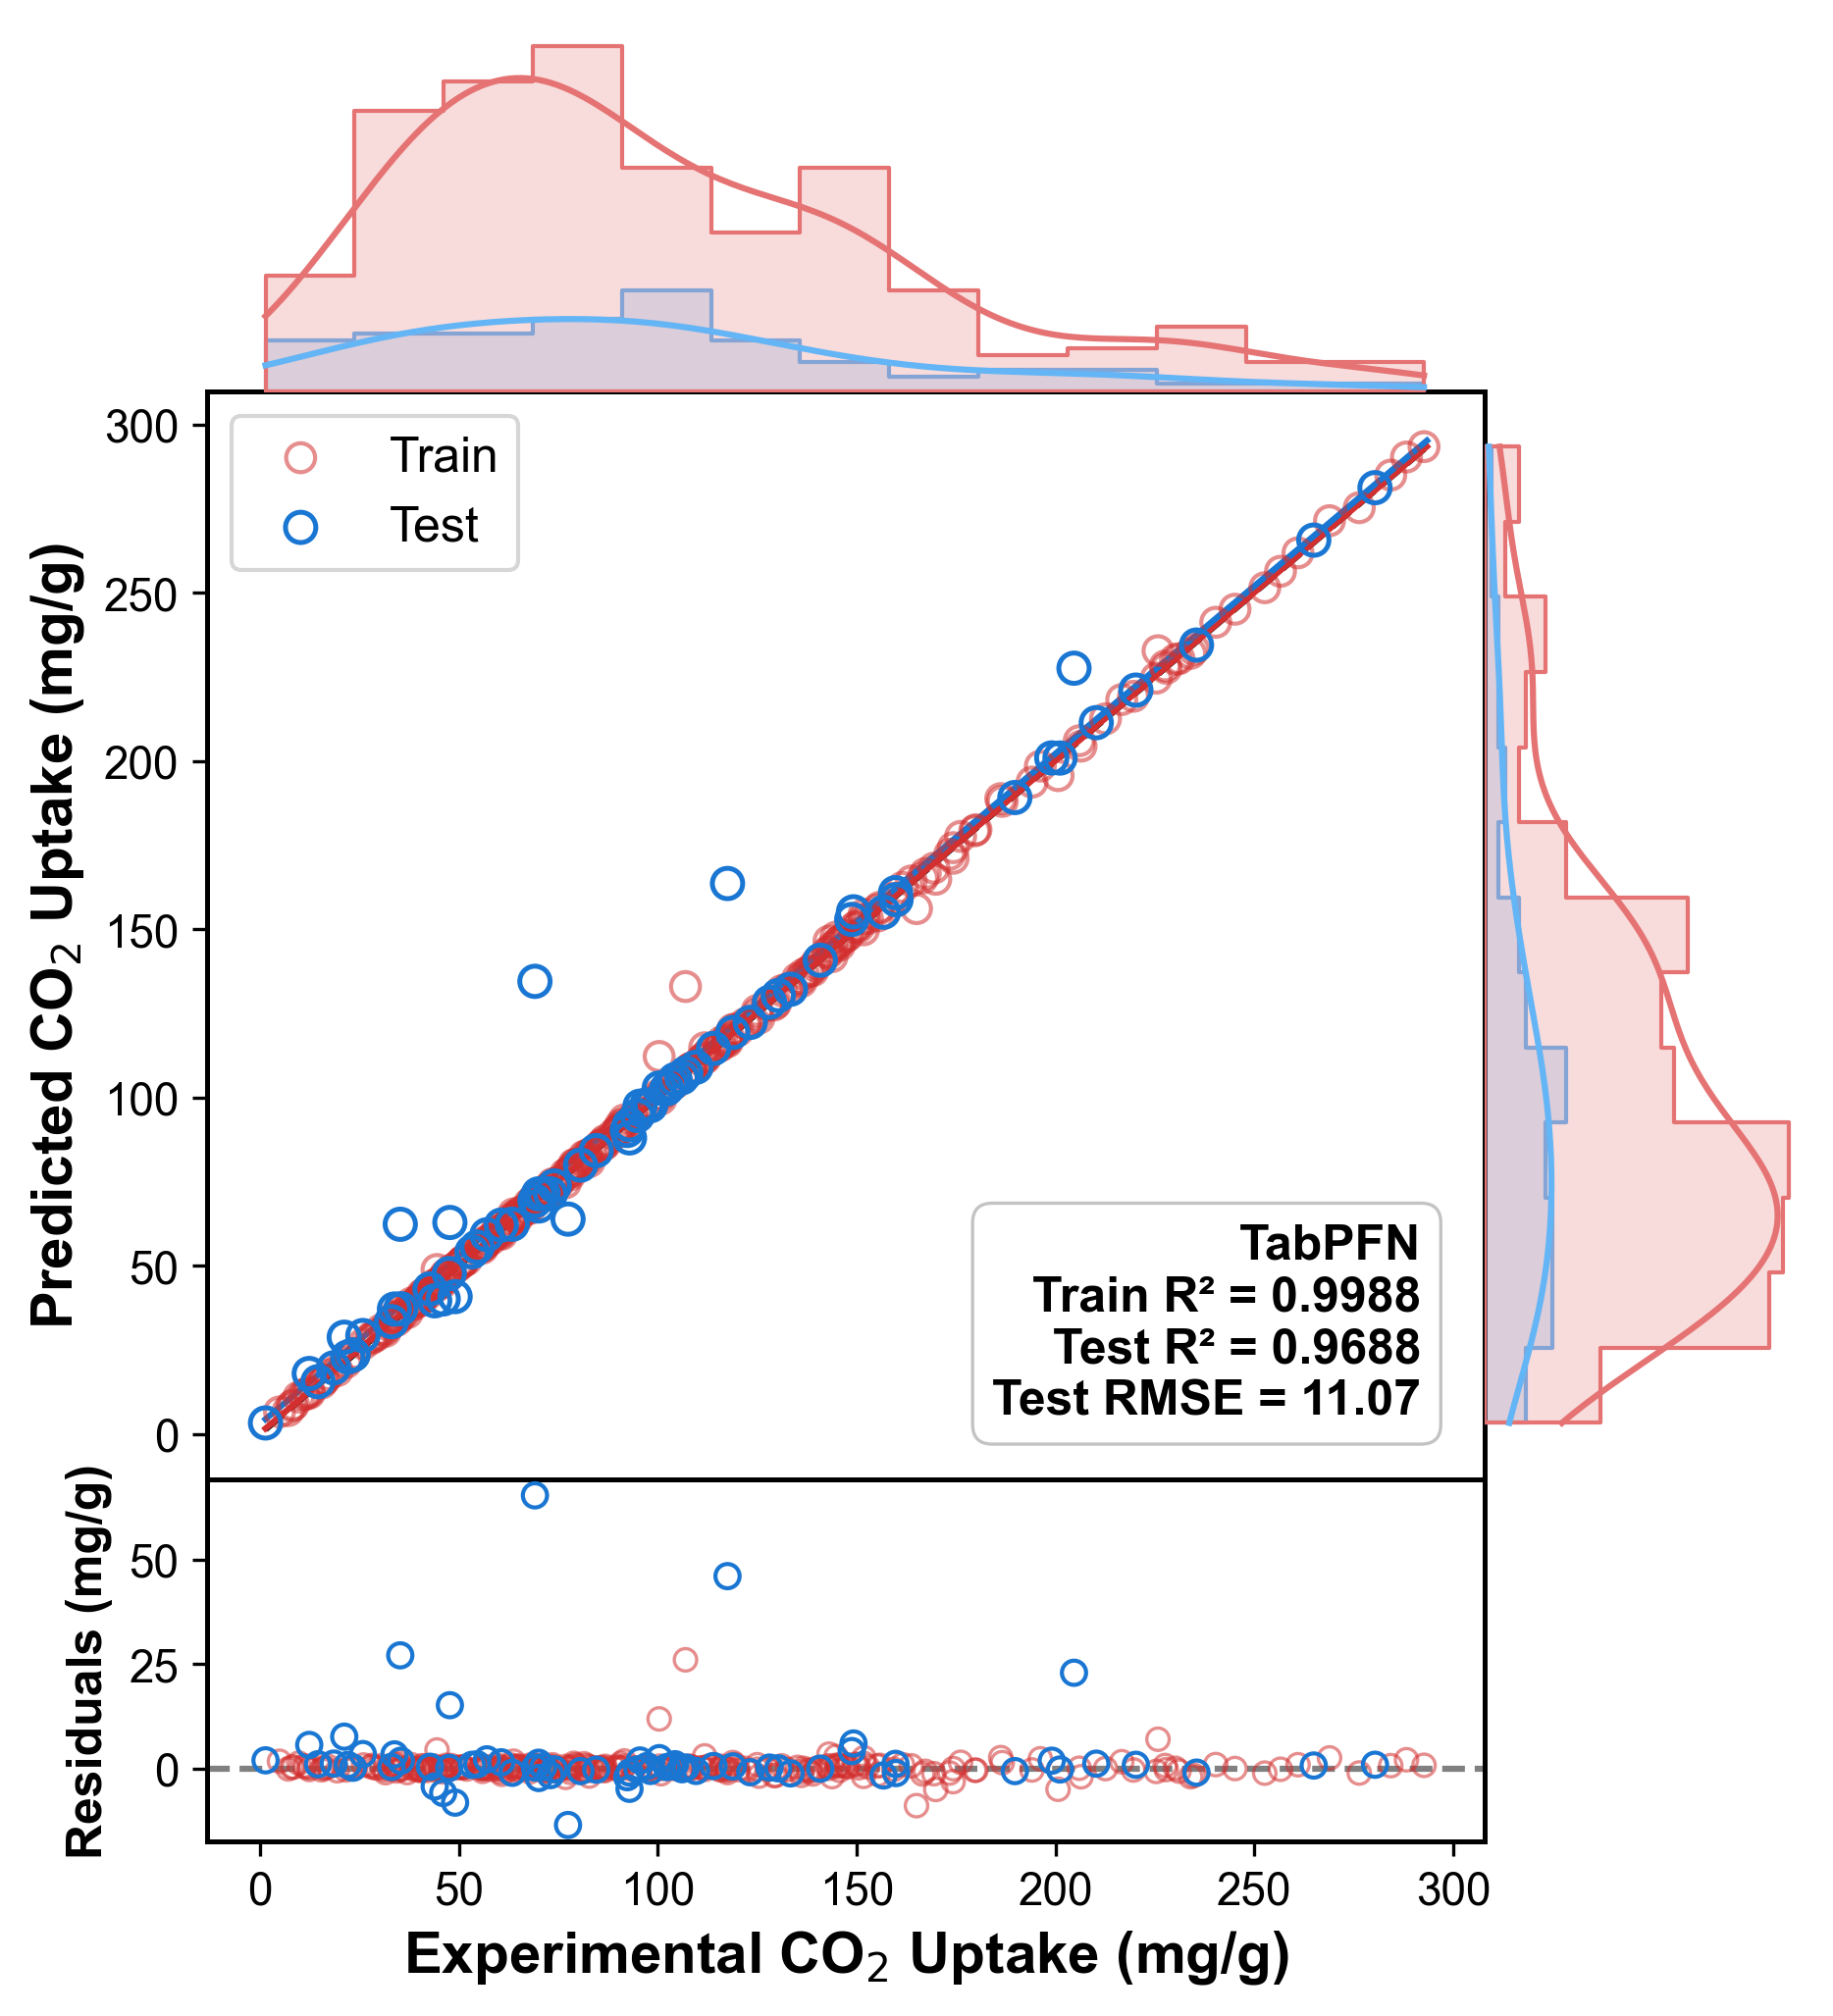 Train
Test
Predicted CO₂ Uptake (mg/g)
300
250
200
150
100
50
0
TabPFN
Train R² = 0.9988
Test R² = 0.9688
Test RMSE = 11.07
Residuals (mg/g)
50
25
0
0 50 100 150 200 250 300
Experimental CO₂ Uptake (mg/g)